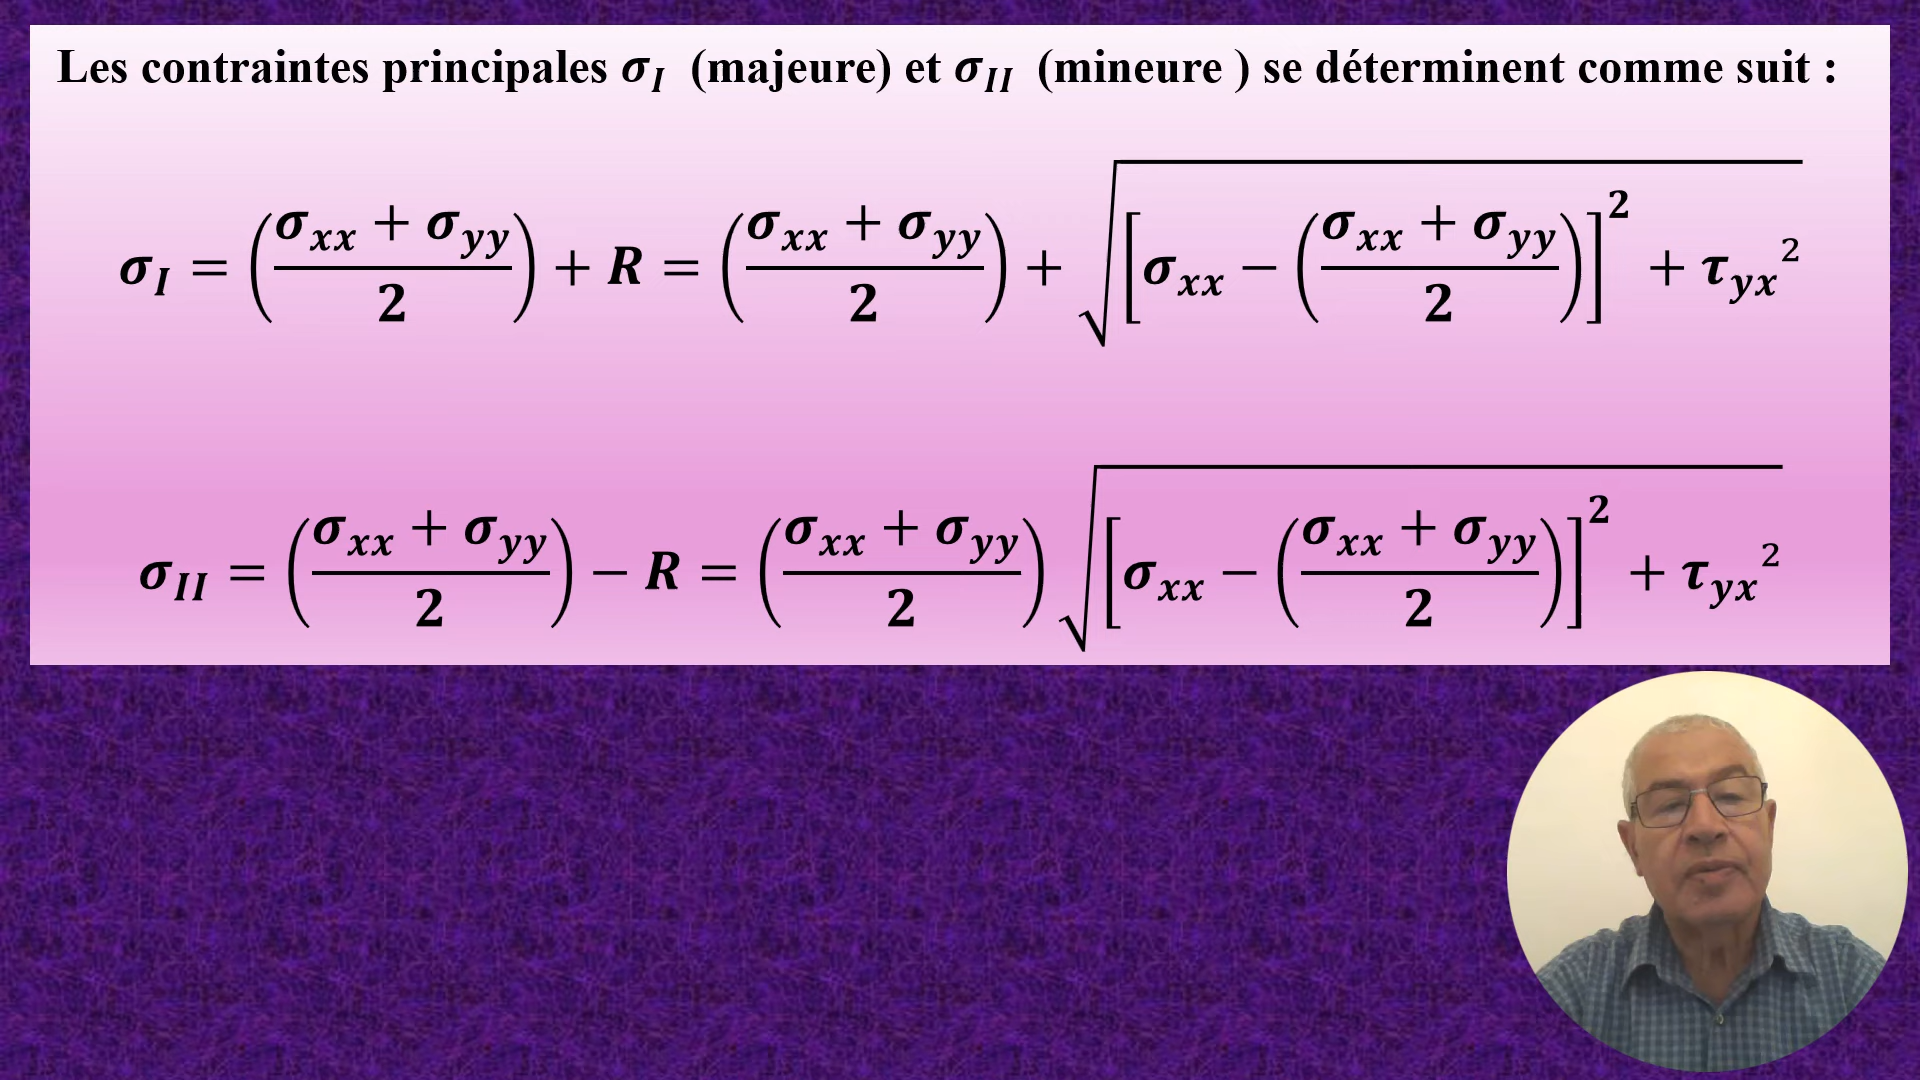 Les contraintes principales σ_I (majeure) et σ_II (mineure ) se déterminent comme suit :
σ_I = ((σ_xx + σ_yy)/2) + R = ((σ_xx + σ_yy)/2) + √([σ_xx − ((σ_xx + σ_yy)/2)]² + τ_yx²)
σ_II = ((σ_xx + σ_yy)/2) − R = ((σ_xx + σ_yy)/2) √([σ_xx − ((σ_xx + σ_yy)/2)]² + τ_yx²)